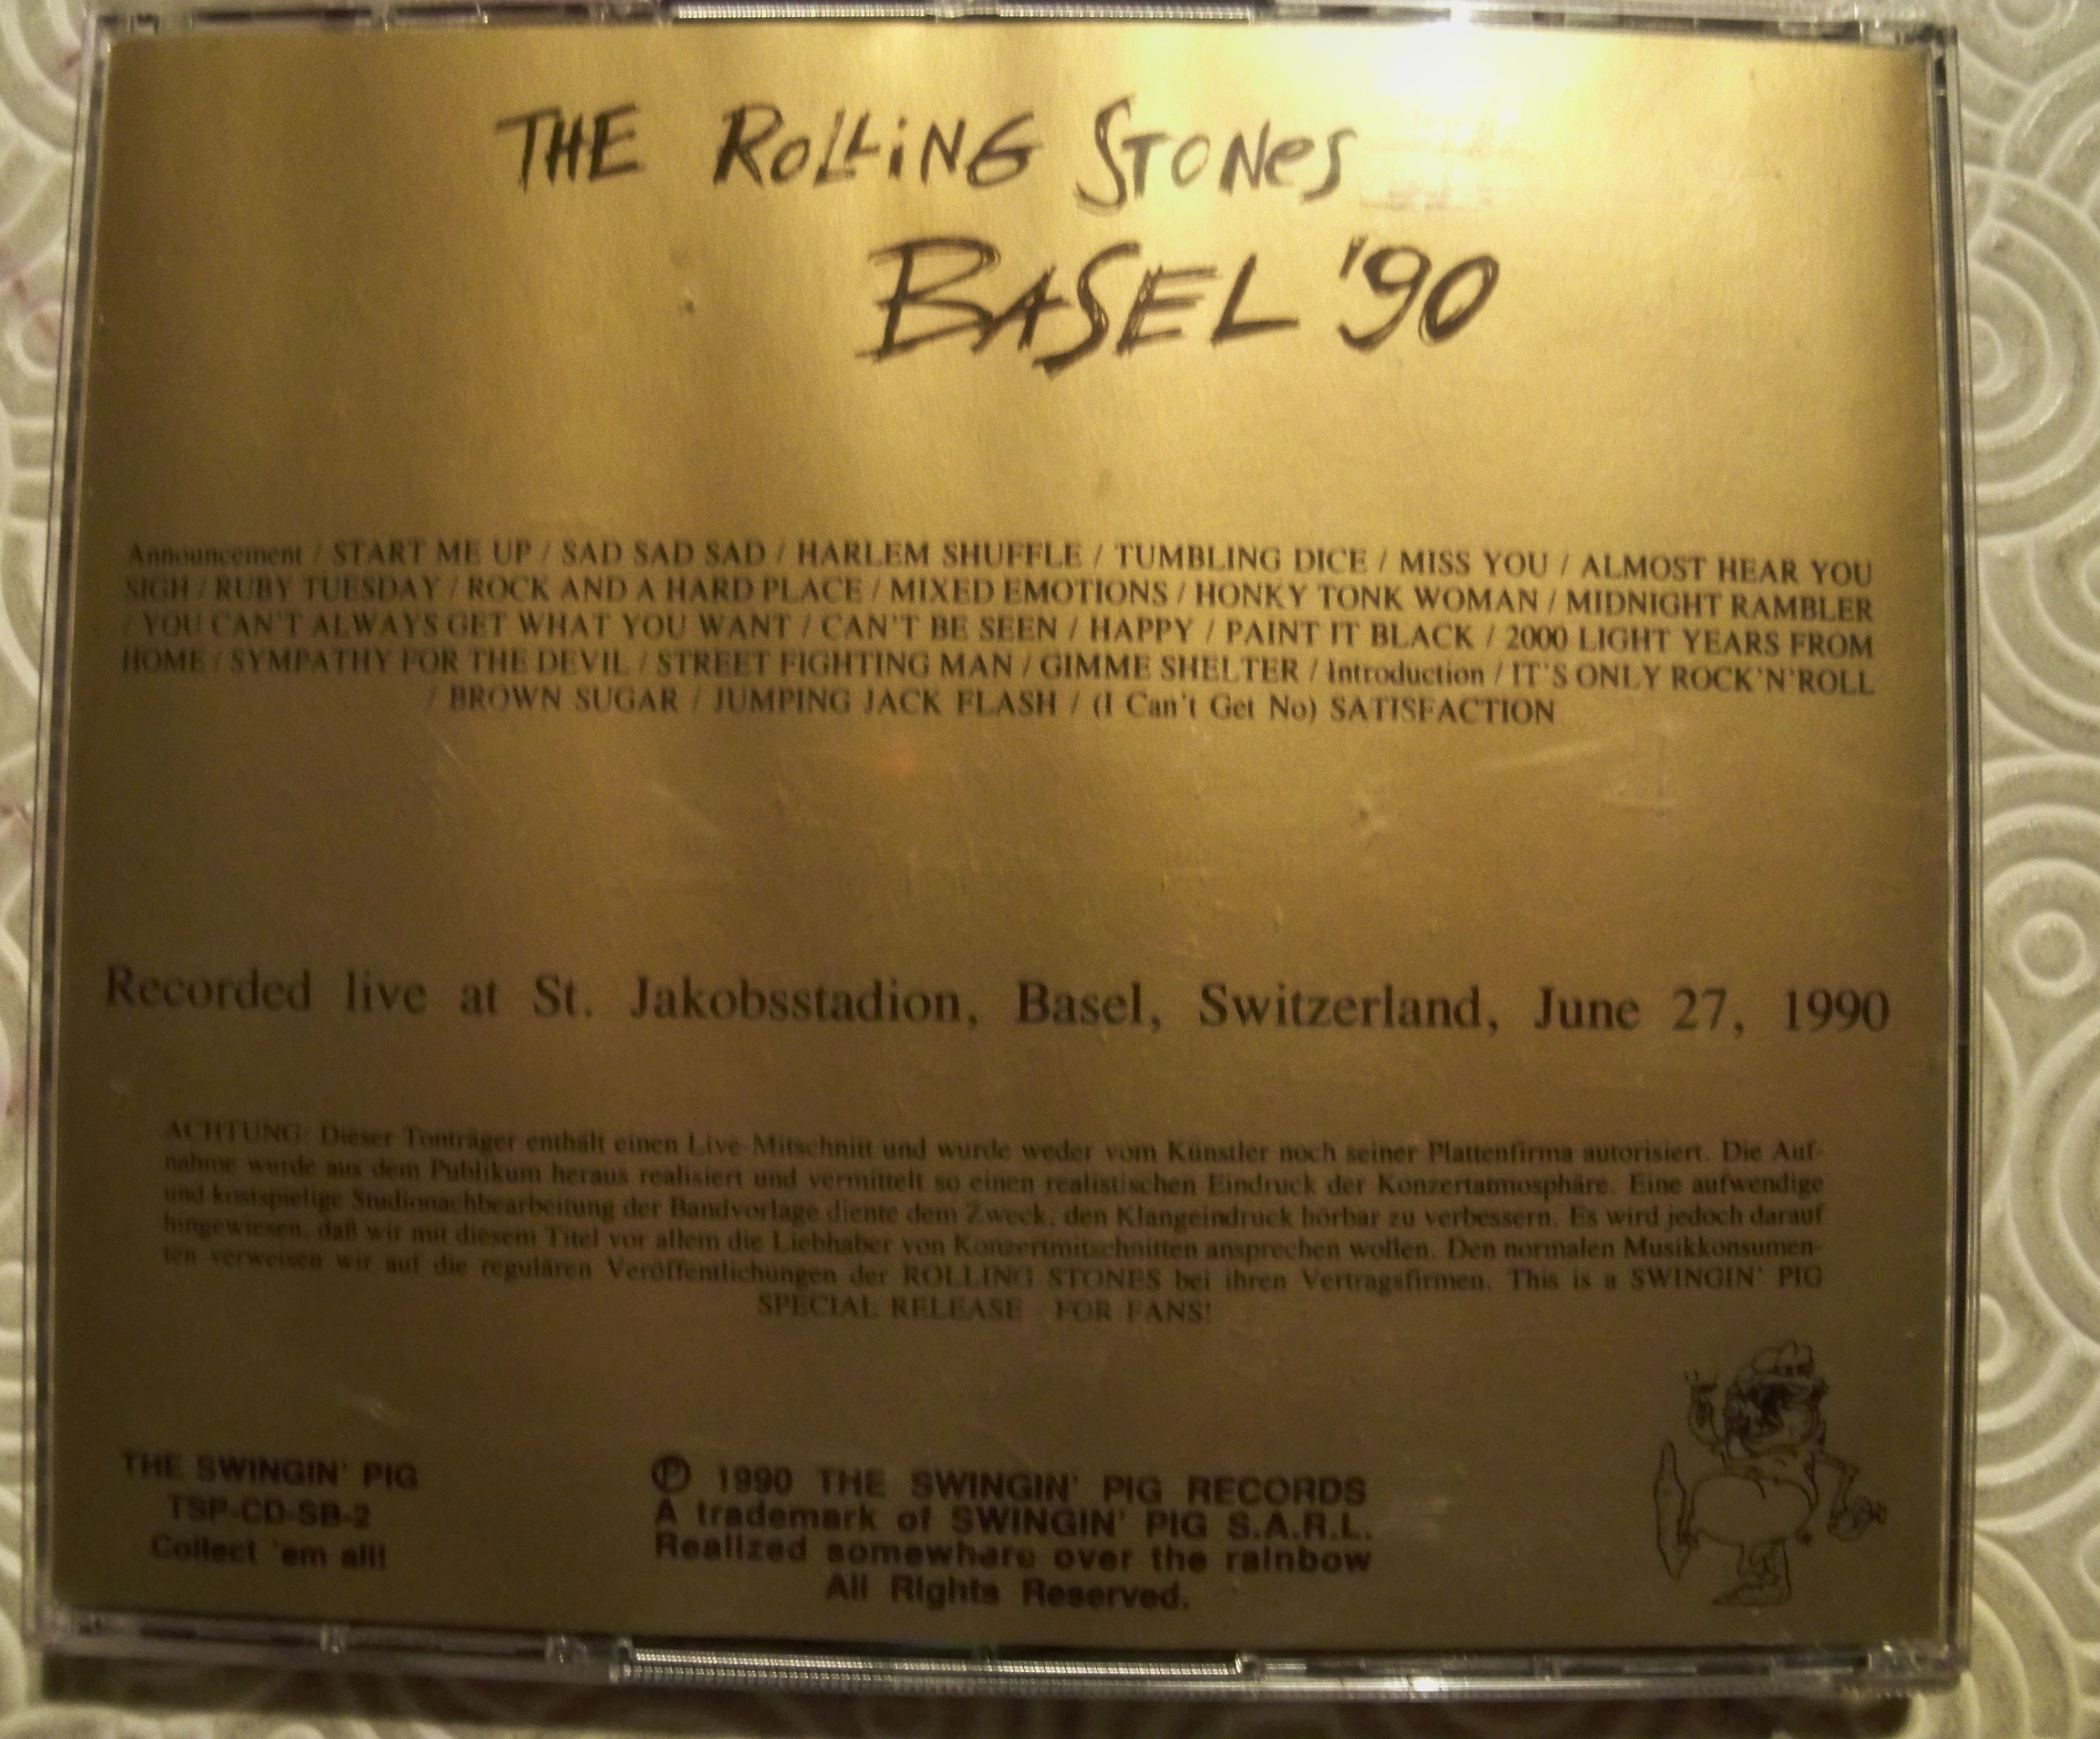 THE ROLLING STONES
BASEL '90
Announcement / START ME UP / SAD SAD SAD / HARLEM SHUFFLE / TUMBLING DICE / MISS YOU / ALMOST HEAR YOU
SIGH / RUBY TUESDAY / ROCK AND A HARD PLACE / MIXED EMOTIONS / HONKY TONK WOMAN / MIDNIGHT RAMBLER
/ YOU CAN'T ALWAYS GET WHAT YOU WANT / CAN'T BE SEEN / HAPPY / PAINT IT BLACK / 2000 LIGHT YEARS FROM
HOME / SYMPATHY FOR THE DEVIL / STREET FIGHTING MAN / GIMME SHELTER / Introduction / IT'S ONLY ROCK'N'ROLL
/ BROWN SUGAR / JUMPING JACK FLASH / (I Can't Get No) SATISFACTION
Recorded live at St. Jakobsstadion, Basel, Switzerland, June 27, 1990
ACHTUNG: Dieser Tonträger enthält einen Live-Mitschnitt und wurde weder vom Künstler noch seiner Plattenfirma autorisiert. Die Auf-
nahme wurde aus dem Publikum heraus realisiert und vermittelt so einen realistischen Eindruck der Konzertatmosphäre. Eine aufwendige
und kostspielige Studionachbearbeitung der Bandvorlage diente dem Zweck, den Klangeindruck hörbar zu verbessern. Es wird jedoch darauf
hingewiesen, daß wir mit diesem Titel vor allem die Liebhaber von Konzertmitschnitten ansprechen wollen. Den normalen Musikkonsumen-
ten verweisen wir auf die regulären Veröffentlichungen der ROLLING STONES bei ihren Vertragsfirmen. This is a SWINGIN' PIG
SPECIAL RELEASE - FOR FANS!
THE SWINGIN' PIG
TSP-CD-SB-2
Collect 'em all!
℗ 1990 THE SWINGIN' PIG RECORDS
A trademark of SWINGIN' PIG S.A.R.L.
Realized somewhere over the rainbow
All Rights Reserved.